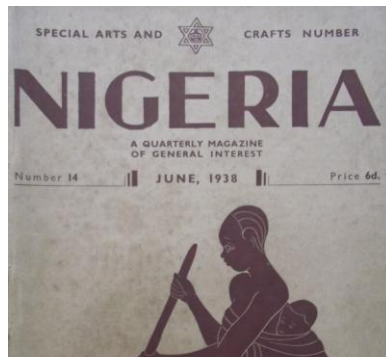 SPECIAL ARTS AND CRAFTS NUMBER
NIGERIA
A QUARTERLY MAGAZINE
OF GENERAL INTEREST
Number 14 JUNE, 1938 Price 6d.